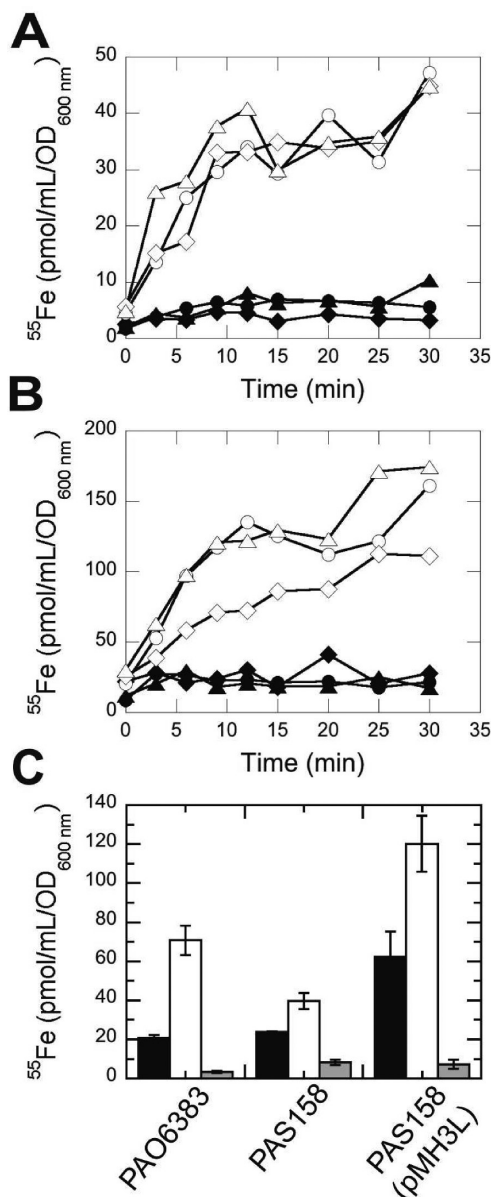 A
50
40
30
20
10
0
⁵⁵Fe (pmol/mL/OD₆₀₀ ₙₘ)
0 5 10 15 20 25 30 35
Time (min)
B
200
150
100
50
0
⁵⁵Fe (pmol/mL/OD₆₀₀ ₙₘ)
0 5 10 15 20 25 30 35
Time (min)
C
140
120
100
80
60
40
20
0
⁵⁵Fe (pmol/mL/OD₆₀₀ ₙₘ)
PAO6383
PAS158
PAS158
(pMH3L)